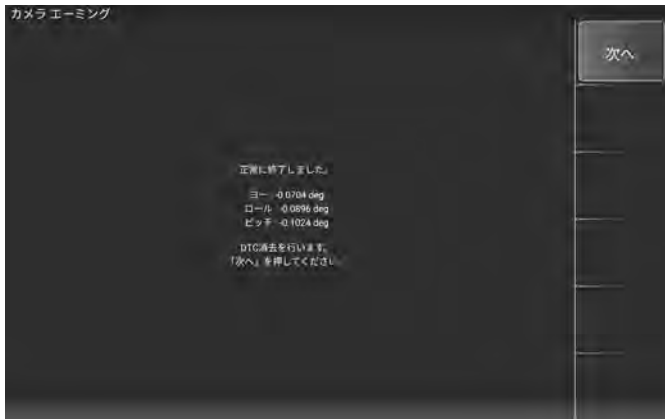 カメラ エーミング
次へ
正常に終了しました。
ヨー -0.0704 deg
ロール -0.0896 deg
ピッチ -0.1024 deg
DTC消去を行います。
「次へ」を押してください。